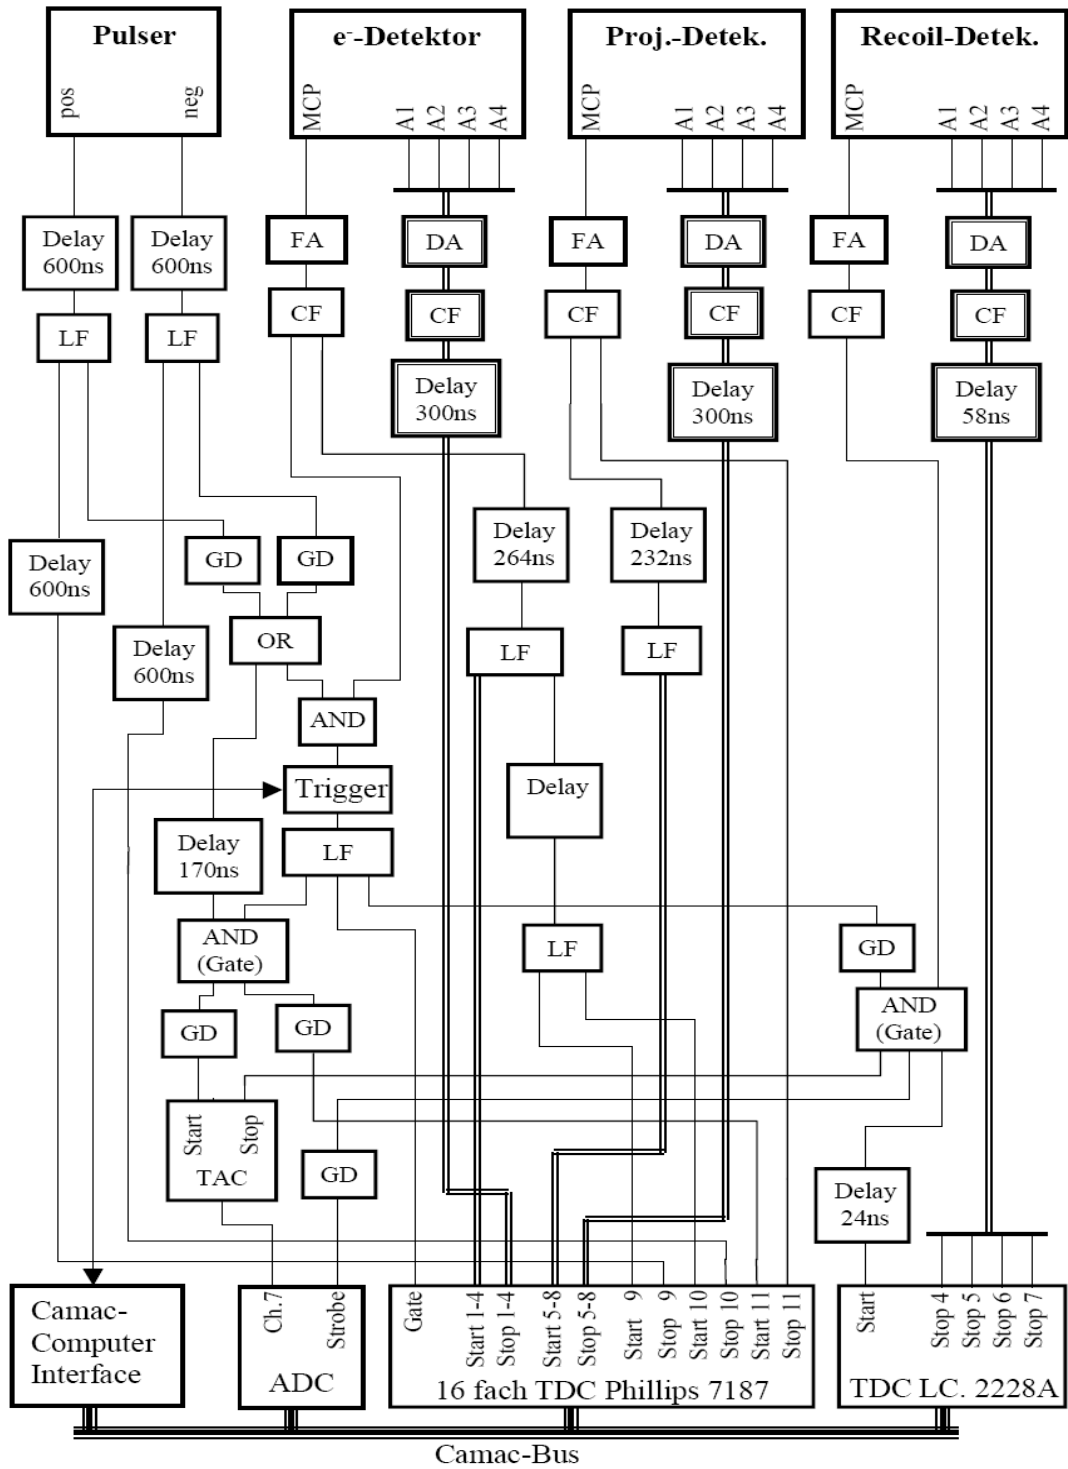 Pulser
e⁻-Detektor
Proj.-Detek.
Recoil-Detek.
pos
neg
MCP
A1
A2
A3
A4
MCP
A1
A2
A3
A4
MCP
A1
A2
A3
A4
Delay
600ns
Delay
600ns
FA
DA
FA
DA
FA
DA
LF
LF
CF
CF
CF
CF
CF
CF
Delay
300ns
Delay
300ns
Delay
58ns
Delay
600ns
GD
GD
Delay
264ns
Delay
232ns
Delay
600ns
OR
LF
LF
AND
Trigger
Delay
Delay
170ns
LF
AND
(Gate)
LF
GD
GD
GD
AND
(Gate)
Start
Stop
TAC
GD
Delay
24ns
Camac-
Computer
Interface
Ch.7
Strobe
ADC
Gate
Start 1-4
Stop 1-4
Start 5-8
Stop 5-8
Start 9
Stop 9
Start 10
Stop 10
Start 11
Stop 11
16 fach TDC Phillips 7187
Start
Stop 4
Stop 5
Stop 6
Stop 7
TDC LC. 2228A
Camac-Bus